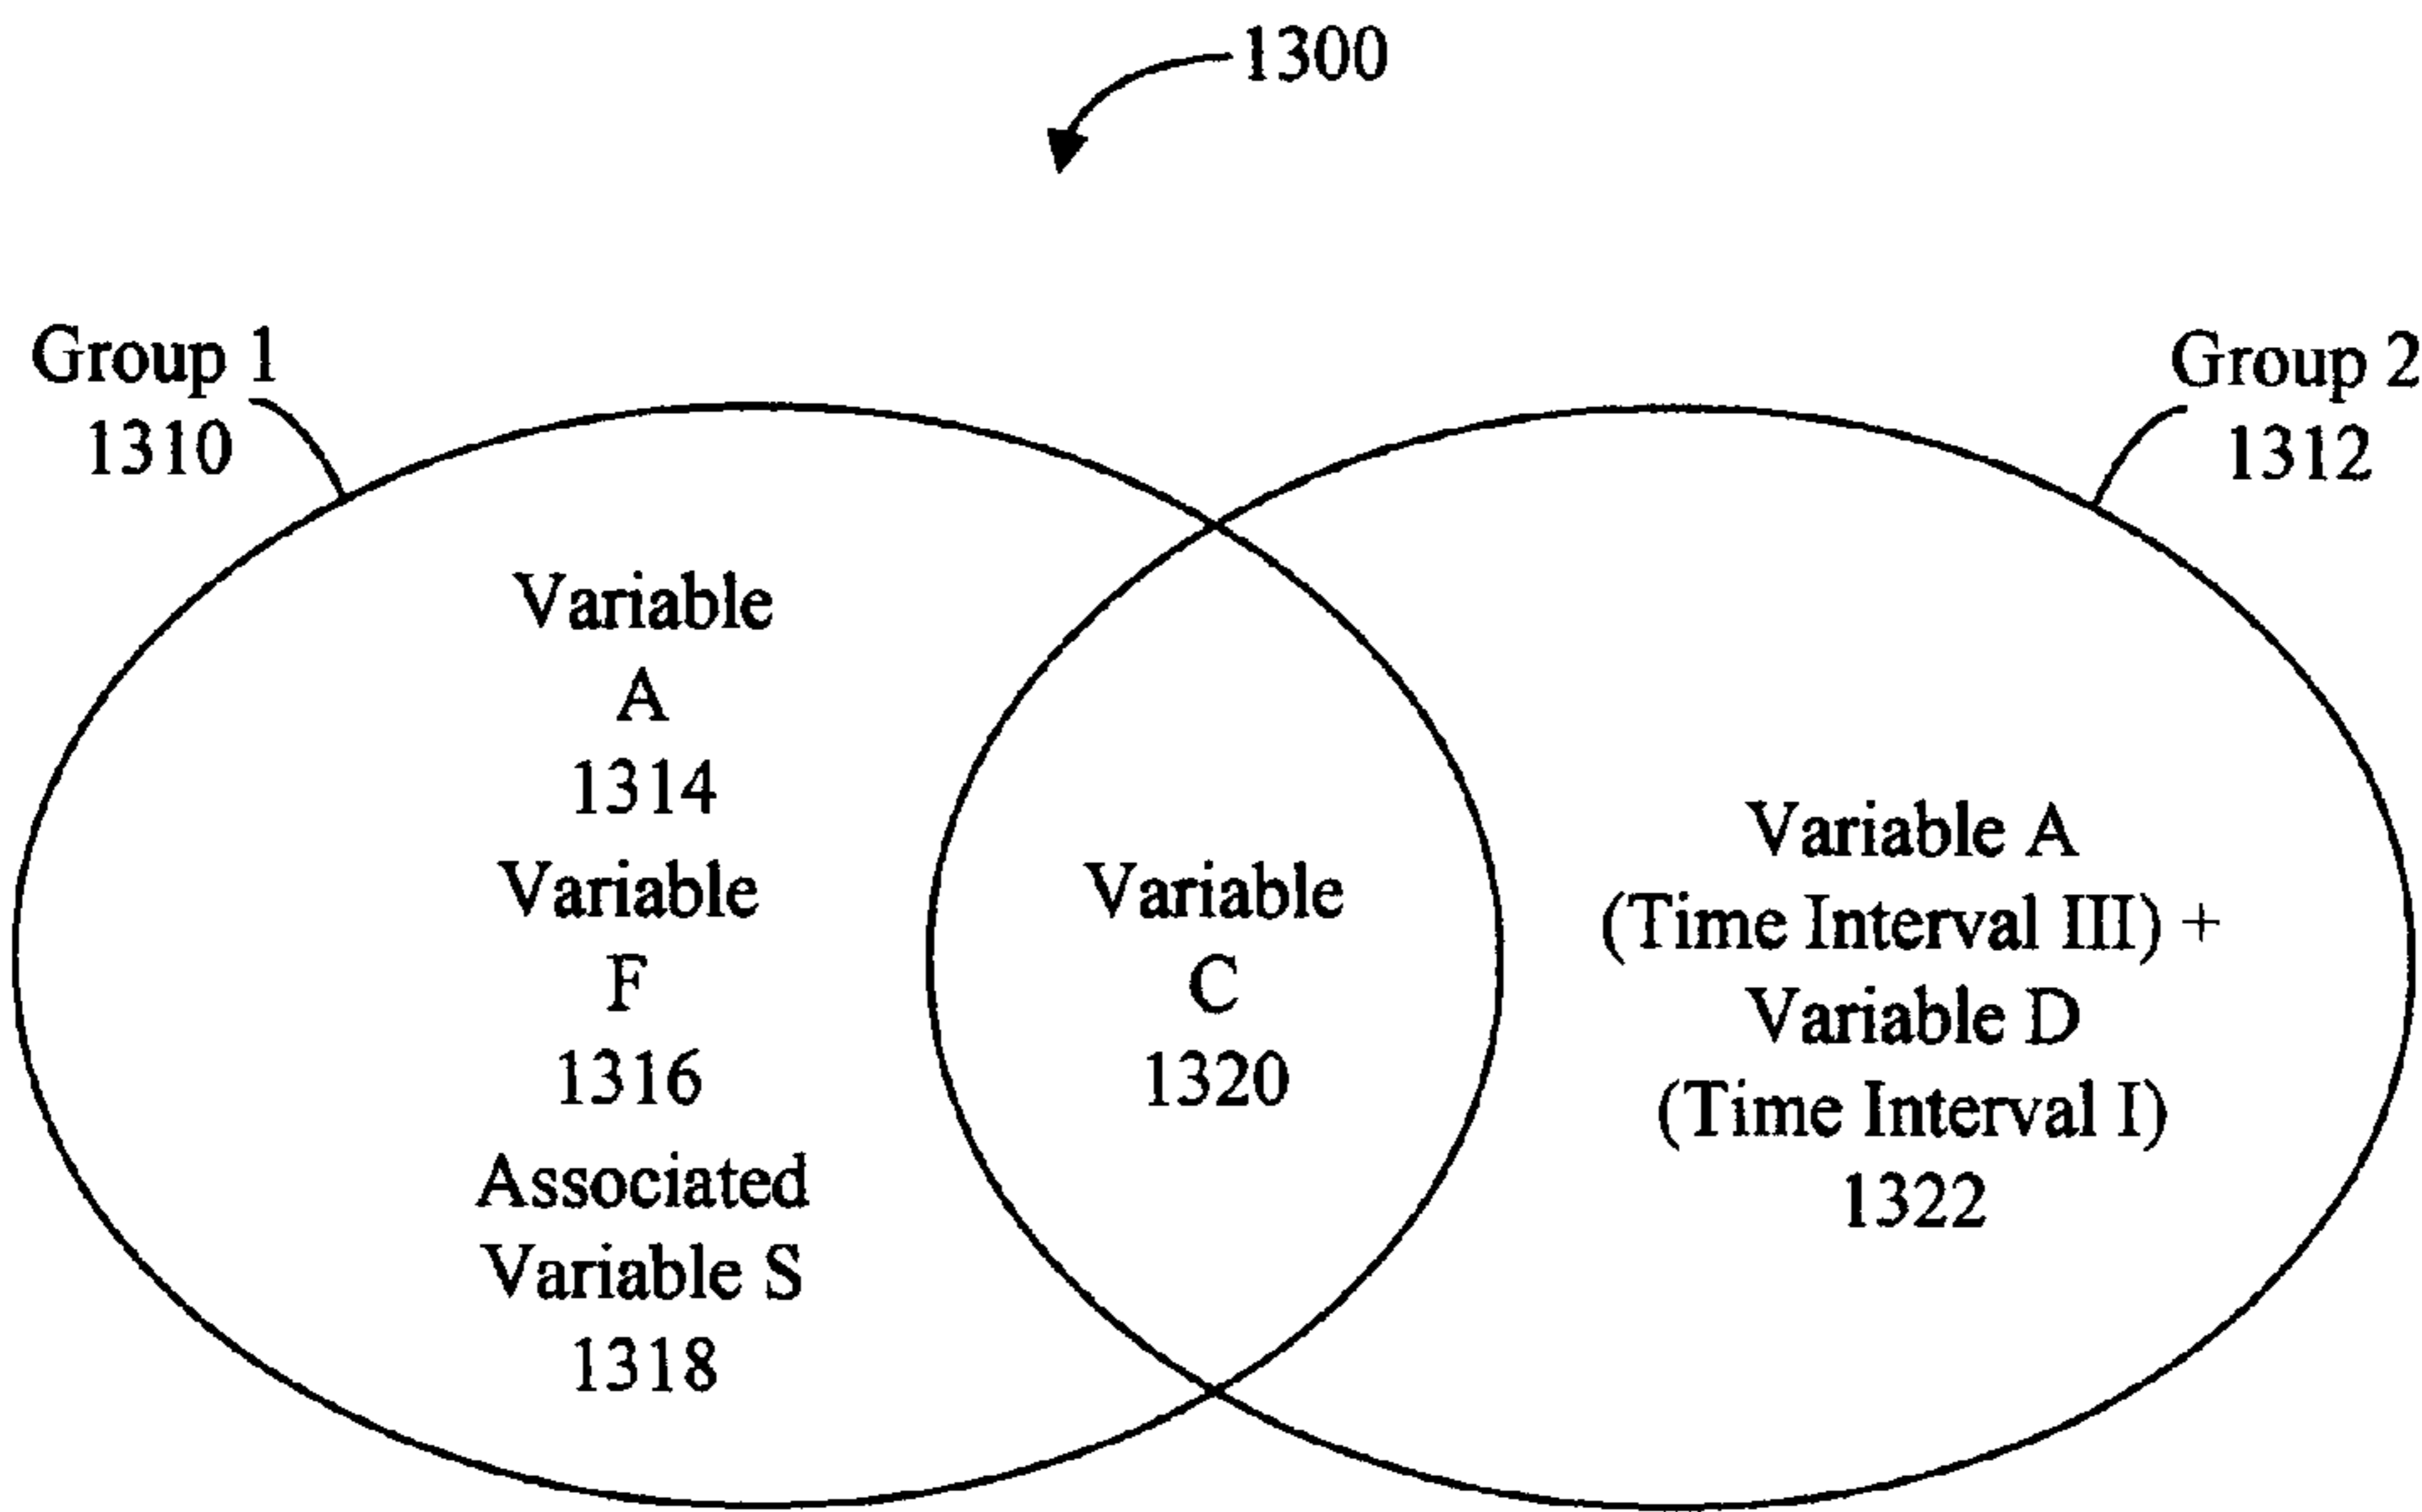 1300
Group 1
1310
Group 2
1312
Variable
A
1314
Variable
F
1316
Associated
Variable S
1318
Variable
C
1320
Variable A
(Time Interval III) +
Variable D
(Time Interval I)
1322